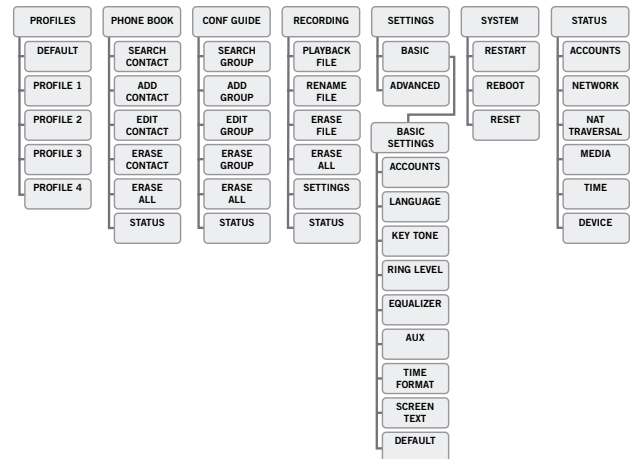 PROFILES
DEFAULT
PROFILE 1
PROFILE 2
PROFILE 3
PROFILE 4
PHONE BOOK
SEARCH
CONTACT
ADD
CONTACT
EDIT
CONTACT
ERASE
CONTACT
ERASE
ALL
STATUS
CONF GUIDE
SEARCH
GROUP
ADD
GROUP
EDIT
GROUP
ERASE
GROUP
ERASE
ALL
STATUS
RECORDING
PLAYBACK
FILE
RENAME
FILE
ERASE
FILE
ERASE
ALL
SETTINGS
STATUS
SETTINGS
BASIC
ADVANCED
BASIC
SETTINGS
ACCOUNTS
LANGUAGE
KEY TONE
RING LEVEL
EQUALIZER
AUX
TIME
FORMAT
SCREEN
TEXT
DEFAULT
SYSTEM
RESTART
REBOOT
RESET
STATUS
ACCOUNTS
NETWORK
NAT
TRAVERSAL
MEDIA
TIME
DEVICE